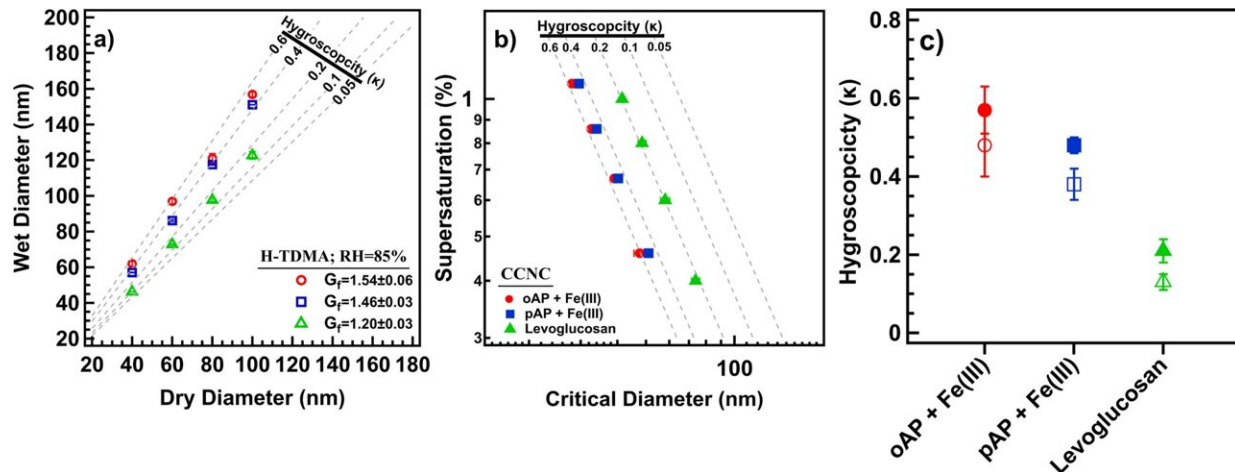 a)
Wet Diameter (nm)
200
180
160
140
120
100
80
60
40
20
Hygroscopcity (κ)
0.6
0.4
0.2
0.1
0.05
H-TDMA; RH=85%
Gf=1.54±0.06
Gf=1.46±0.03
Gf=1.20±0.03
20 40 60 80 100 120 140 160 180
Dry Diameter (nm)
b)
Supersaturation (%)
1
9
8
7
6
5
4
3
Hygroscopcity (κ)
0.6 0.4 0.2 0.1 0.05
CCNC
oAP + Fe(III)
pAP + Fe(III)
Levoglucosan
100
Critical Diameter (nm)
c)
Hygroscopcicty (κ)
0.8
0.6
0.4
0.2
0
oAP + Fe(III)
pAP + Fe(III)
Levoglucosan